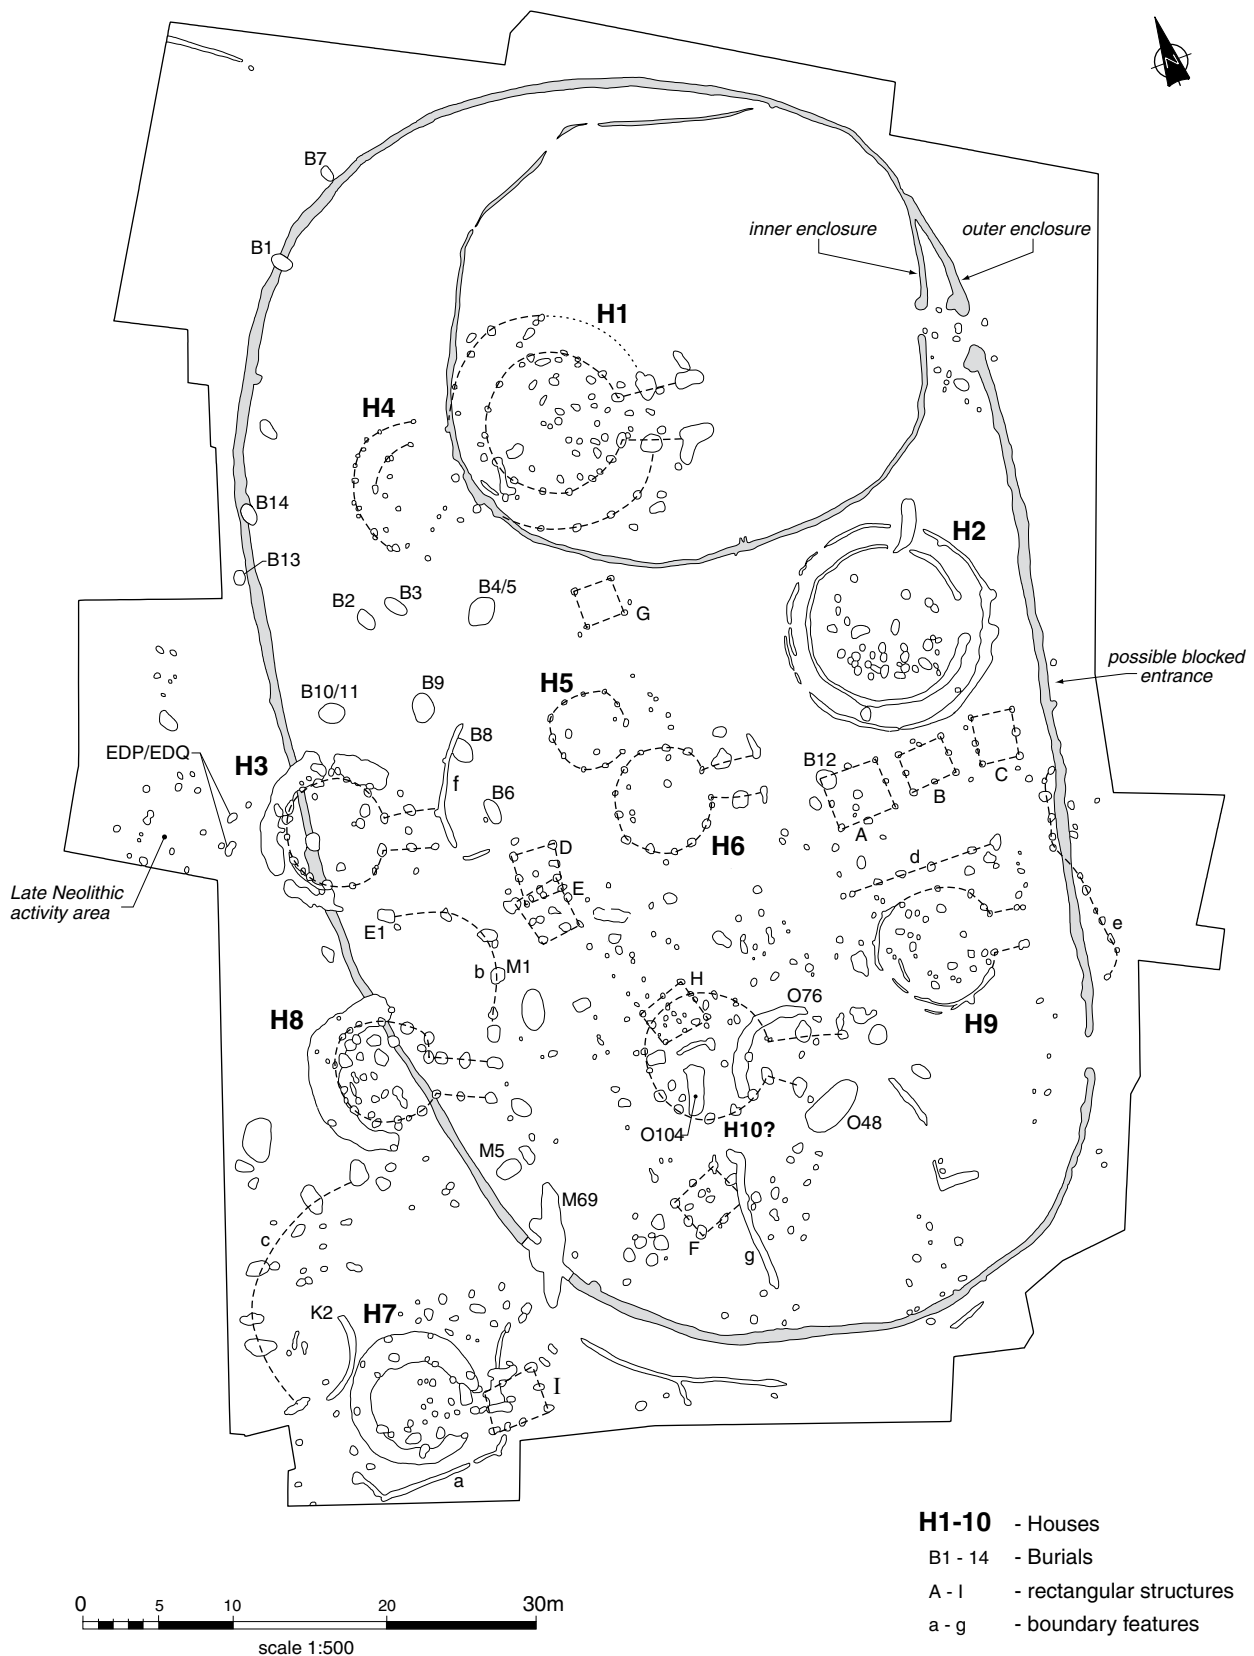 N
B7
B1
inner enclosure
outer enclosure
H1
H4
B14
H2
B13
B2
B3
B4/5
G
possible blocked
entrance
B10/11
B9
H5
EDP/EDQ
H3
B8
f
B12
C
B6
B
H6
A
D
d
E
Late Neolithic
activity area
E1
e
b
M1
H
O76
H8
H9
O104
H10?
O48
M5
M69
c
F
g
K2
H7
I
a
H1-10 - Houses
B1 - 14 - Burials
A - I - rectangular structures
a - g - boundary features
0 5 10 20 30m
scale 1:500